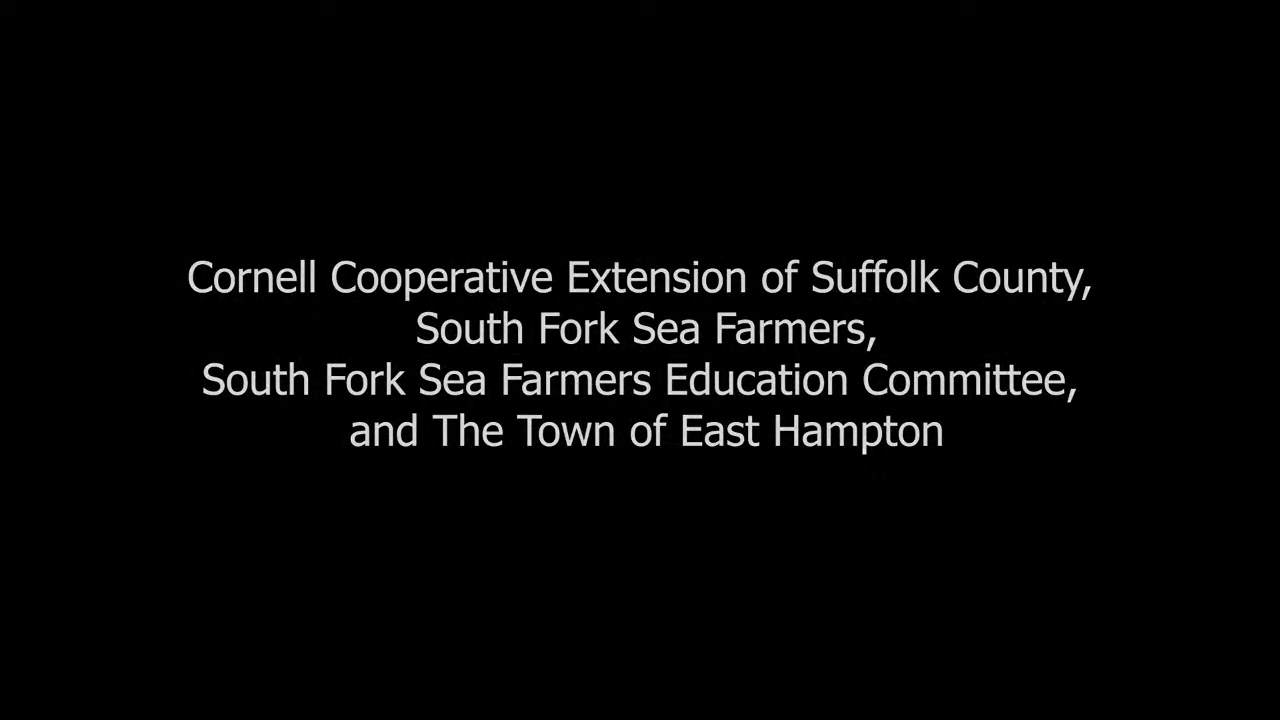 Cornell Cooperative Extension of Suffolk County,
South Fork Sea Farmers,
South Fork Sea Farmers Education Committee,
and The Town of East Hampton